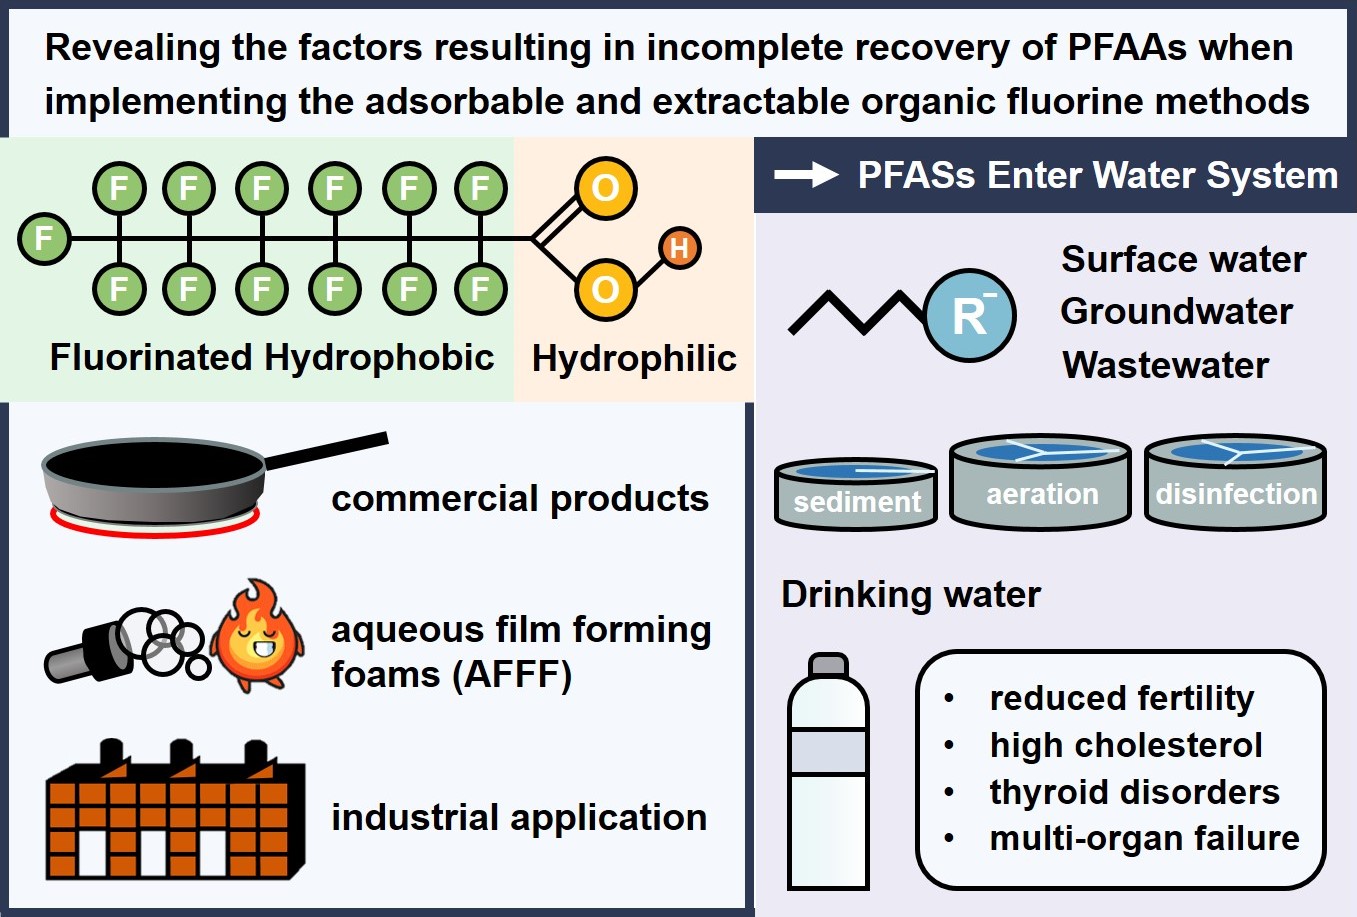 Revealing the factors resulting in incomplete recovery of PFAAs when
implementing the adsorbable and extractable organic fluorine methods
F F F F F F
F
F F F F F F
O
H
O
Fluorinated Hydrophobic
Hydrophilic
commercial products
aqueous film forming
foams (AFFF)
industrial application
PFASs Enter Water System
R⁻
Surface water
Groundwater
Wastewater
sediment
aeration
disinfection
Drinking water
• reduced fertility
• high cholesterol
• thyroid disorders
• multi-organ failure